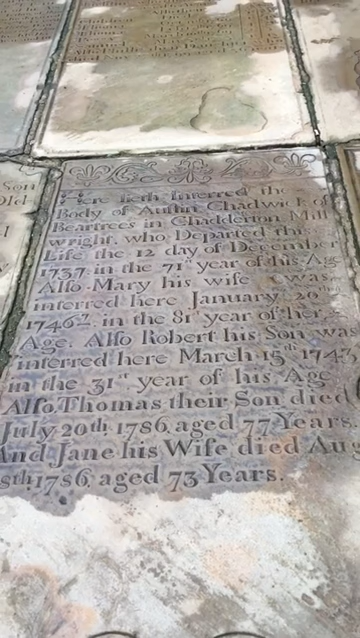 Here lieth Interred the
Body of Austin Chadwick of
Beartrees in Chadderton Mill
wright, who Departed this
Life the 12 day of December
1737 in the 71st year of his Age
Also Mary his wife was
interred here January 20th
1746/7 in the 81st year of her
Age. Also Robert his Son was
interred here March 15th 1743
in the 31st year of his Age
Also Thomas their Son died
July 20th 1786, aged 77 Years.
And Jane his Wife died Aug
8th 1786, aged 73 Years.
Son